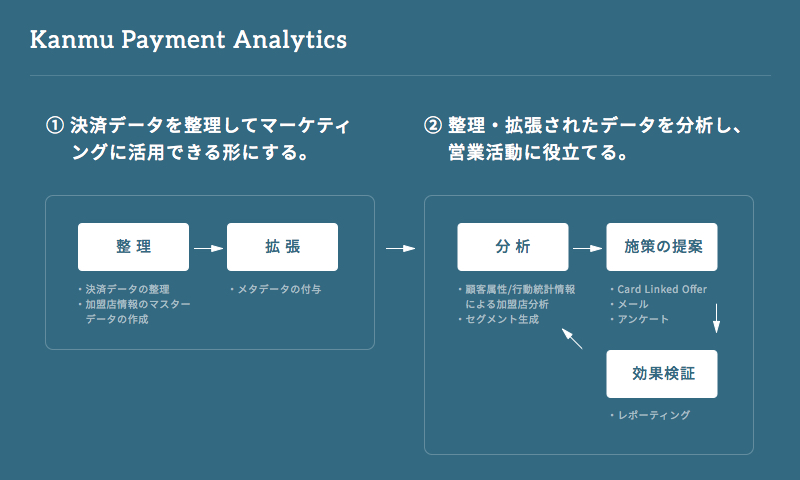 Kanmu Payment Analytics
① 決済データを整理してマーケティ
ングに活用できる形にする。
② 整理・拡張されたデータを分析し、
営業活動に役立てる。
整 理
・決済データの整理
・加盟店情報のマスター
データの作成
拡 張
・メタデータの付与
分 析
・顧客属性/行動統計情報
による加盟店分析
・セグメント生成
施策の提案
・Card Linked Offer
・メール
・アンケート
効果検証
・レポーティング